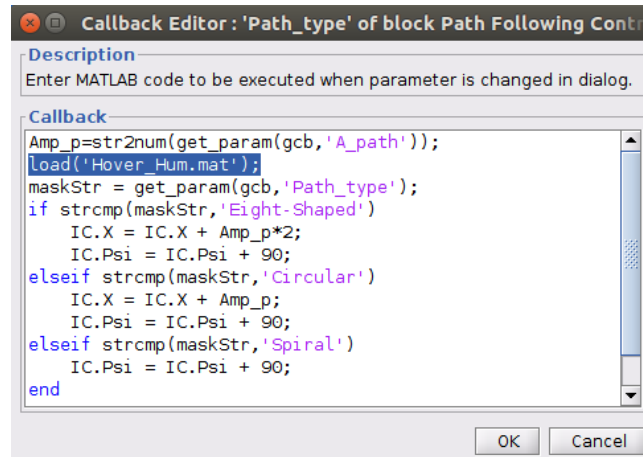 Callback Editor : 'Path_type' of block Path Following
Description
Enter MATLAB code to be executed when parameter is changed in dialog.
Callback
Amp_p=str2num(get_param(gcb,'A_path'));
load('Hover_Hum.mat');
maskStr = get_param(gcb,'Path_type');
if strcmp(maskStr,'Eight-Shaped')
    IC.X = IC.X + Amp_p*2;
    IC.Psi = IC.Psi + 90;
elseif strcmp(maskStr,'Circular')
    IC.X = IC.X + Amp_p;
    IC.Psi = IC.Psi + 90;
elseif strcmp(maskStr,'Spiral')
    IC.Psi = IC.Psi + 90;
end
OK Cancel